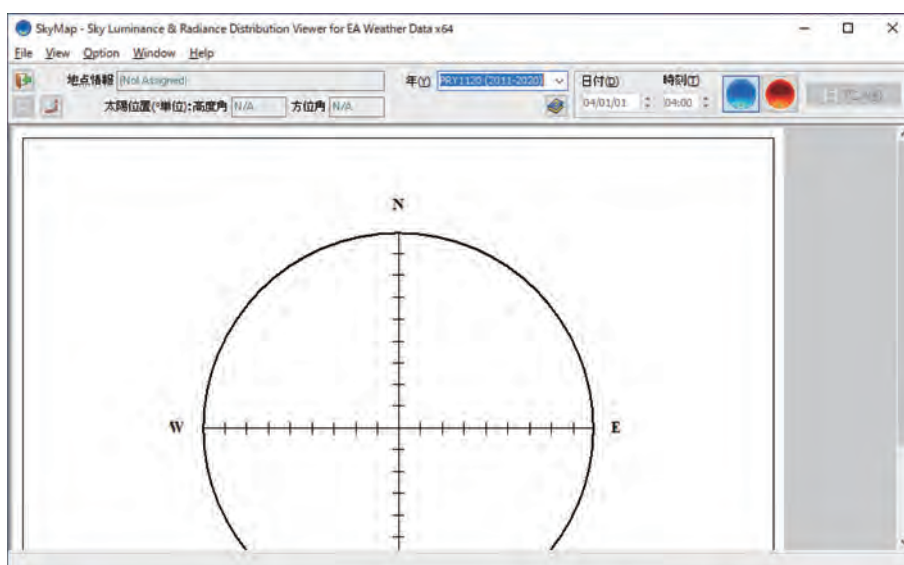 SkyMap - Sky Luminance & Radiance Distribution Viewer for EA Weather Data x64
File View Option Window Help
地点情報 (Not Assigned) 年(Y) PRY1120 (2011-2020) 日付(D) 時刻(T)
太陽位置(°単位):高度角 N/A 方位角 N/A 04/01/01 04:00
N
W E